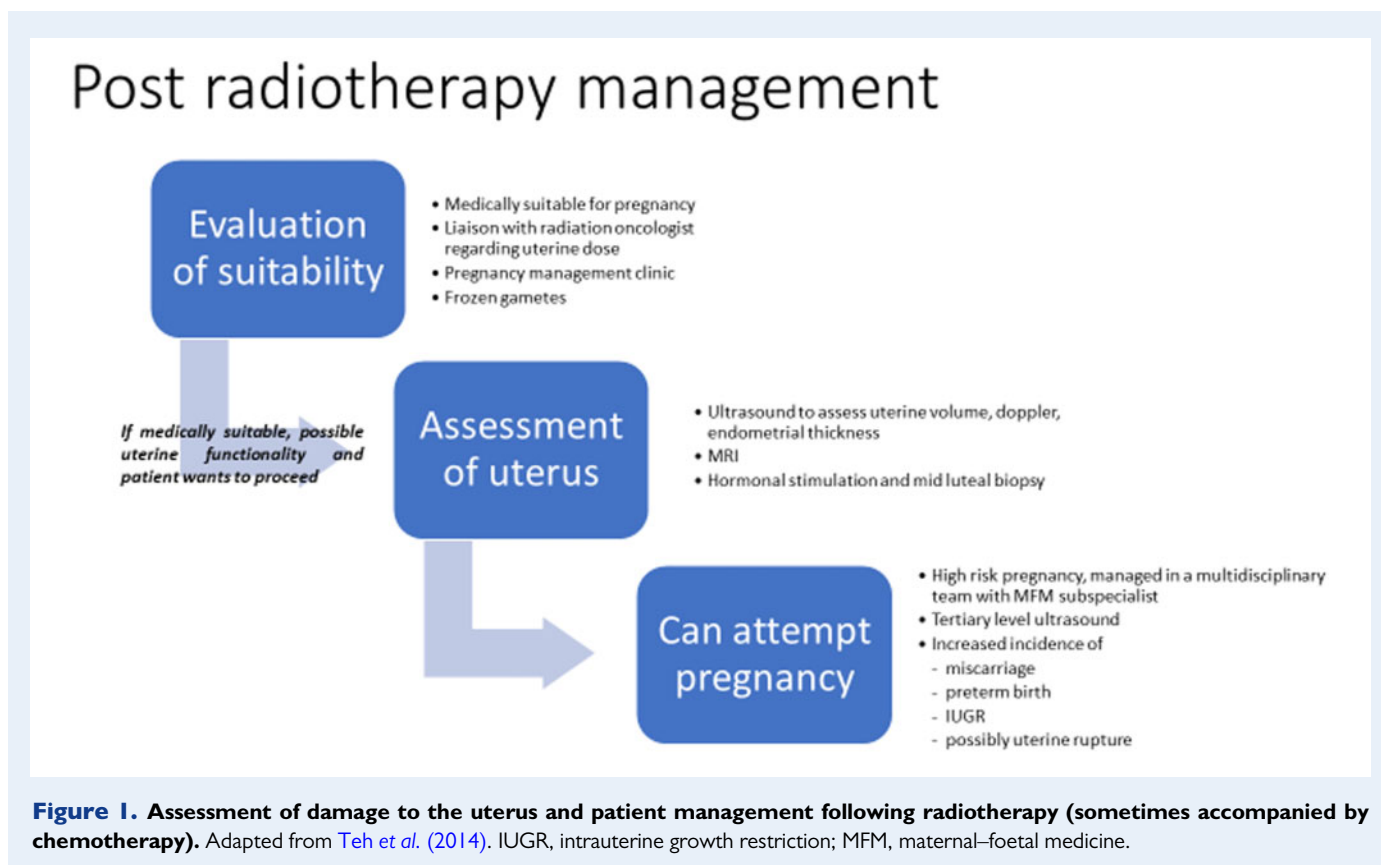 Post radiotherapy management
Evaluation
of suitability
• Medically suitable for pregnancy
• Liaison with radiation oncologist
regarding uterine dose
• Pregnancy management clinic
• Frozen gametes
If medically suitable, possible
uterine functionality and
patient wants to proceed
Assessment
of uterus
• Ultrasound to assess uterine volume, doppler,
endometrial thickness
• MRI
• Hormonal stimulation and mid luteal biopsy
Can attempt
pregnancy
• High risk pregnancy, managed in a multidisciplinary
team with MFM subspecialist
• Tertiary level ultrasound
• Increased incidence of
- miscarriage
- preterm birth
- IUGR
- possibly uterine rupture
Figure 1. Assessment of damage to the uterus and patient management following radiotherapy (sometimes accompanied by
chemotherapy). Adapted from Teh et al. (2014). IUGR, intrauterine growth restriction; MFM, maternal–foetal medicine.